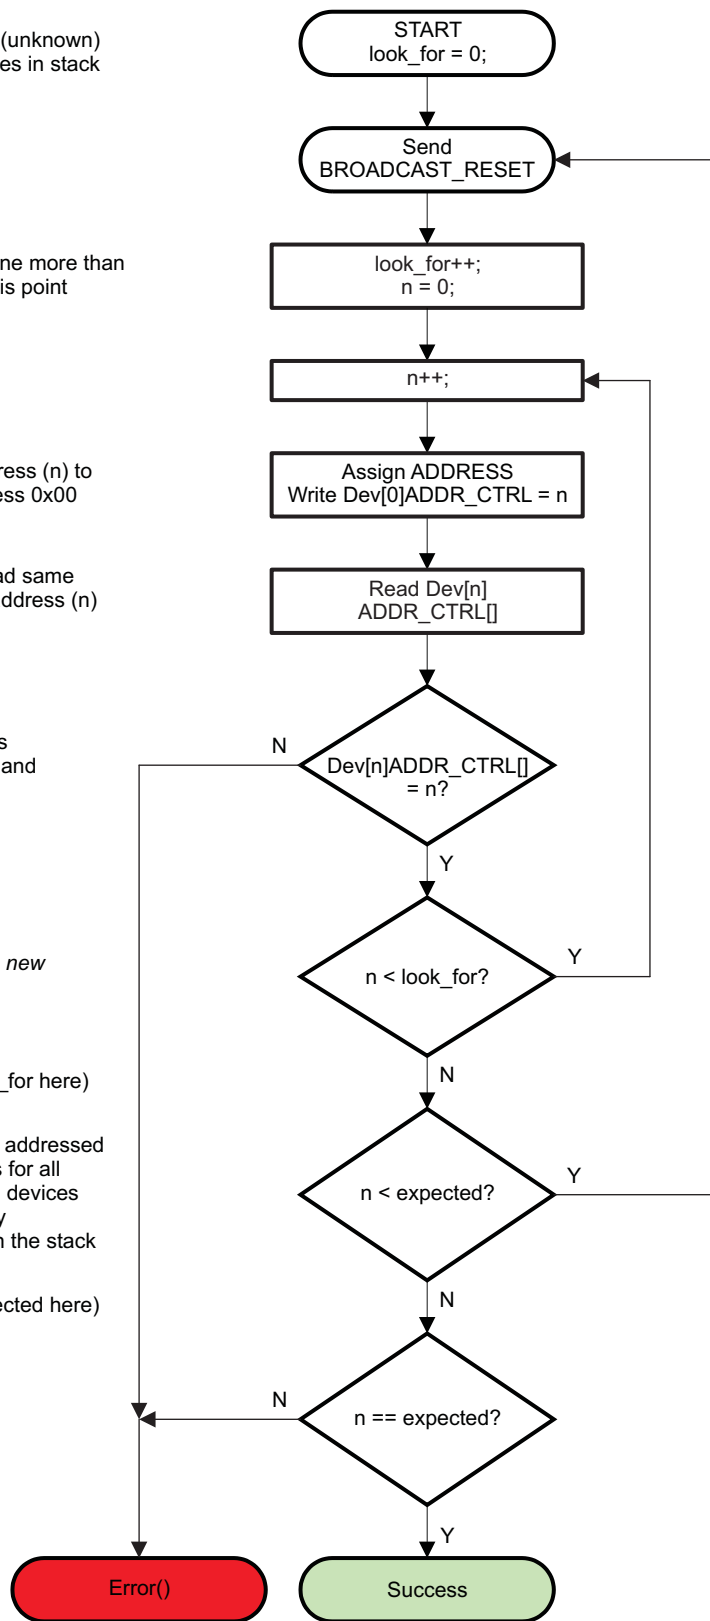 START
look_for = 0;
(unknown)
es in stack
Send
BROADCAST_RESET
ne more than
is point
look_for++;
n = 0;
n++;
ress (n) to
ess 0x00
Assign ADDRESS
Write Dev[0]ADDR_CTRL = n
ad same
ddress (n)
Read Dev[n]
ADDR_CTRL[]
s
and
N
Dev[n]ADDR_CTRL[]
= n?
Y
new
n < look_for?
Y
N
_for here)
addressed
s for all
devices
y
n the stack
n < expected?
Y
N
ected here)
N
n == expected?
Y
Error()
Success